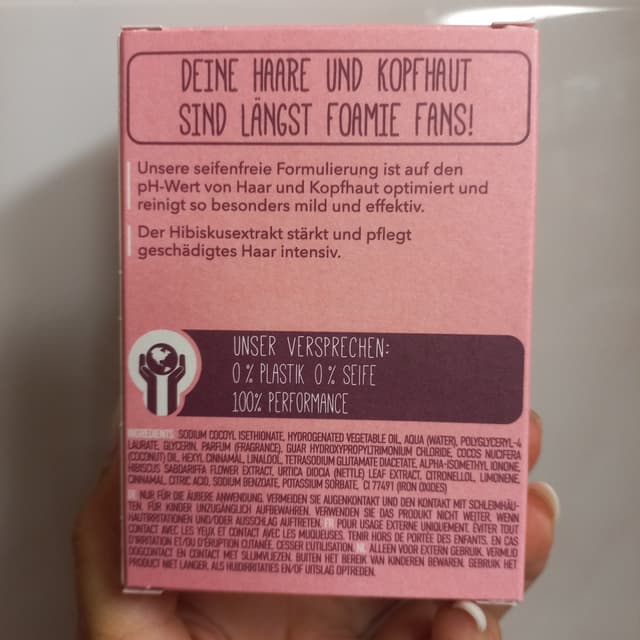 DEINE HAARE UND KOPFHAUT
SIND LÄNGST FOAMIE FANS!
Unsere seifenfreie Formulierung ist auf den
pH-Wert von Haar und Kopfhaut optimiert und
reinigt so besonders mild und effektiv.
Der Hibiskusextrakt stärkt und pflegt
geschädigtes Haar intensiv.
UNSER VERSPRECHEN:
0 % PLASTIK 0 % SEIFE
100% PERFORMANCE
INGREDIENTS: SODIUM COCOYL ISETHIONATE, HYDROGENATED VEGETABLE OIL, AQUA (WATER), POLYGLYCERYL-4
LAURATE, GLYCERIN, PARFUM (FRAGRANCE), GUAR HYDROXYPROPYLTRIMONIUM CHLORIDE, COCOS NUCIFERA
(COCONUT) OIL, HEXYL CINNAMAL, LINALOOL, TETRASODIUM GLUTAMATE DIACETATE, ALPHA-ISOMETHYL IONONE,
HIBISCUS SABDARIFFA FLOWER EXTRACT, URTICA DIOICA (NETTLE) LEAF EXTRACT, CITRONELLOL, LIMONENE,
CINNAMAL, CITRIC ACID, SODIUM BENZOATE, POTASSIUM SORBATE, CI 77491 (IRON OXIDES)
DE NUR FÜR DIE ÄUßERE ANWENDUNG. VERMEIDEN SIE AUGENKONTAKT UND DEN KONTAKT MIT SCHLEIMHÄU-
TEN. FÜR KINDER UNZUGÄNGLICH AUFBEWAHREN. VERWENDEN SIE DAS PRODUKT NICHT WEITER, WENN
HAUTIRRITATIONEN UND/ODER AUSSCHLAG AUFTRETEN. FR POUR USAGE EXTERNE UNIQUEMENT. ÉVITER TOUT
CONTACT AVEC LES YEUX ET CONTACT AVEC LES MUQUEUSES. TENIR HORS DE PORTÉE DES ENFANTS. EN CAS
D'IRRITATION ET/OU D'ÉRUPTION CUTANÉE, CESSER L'UTILISATION. NL ALLEEN VOOR EXTERN GEBRUIK. VERMIJD
OOGCONTACT EN CONTACT MET SLIJMVLIEZEN. BUITEN HET BEREIK VAN KINDEREN BEWAREN. GEBRUIK HET
PRODUCT NIET LANGER, ALS HUIDIRRITATIES EN/OF UITSLAG OPTREDEN.